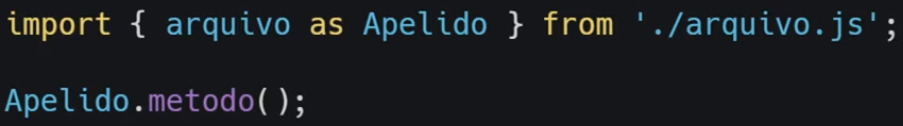 import { arquivo as Apelido } from './arquivo.js';
Apelido.metodo();